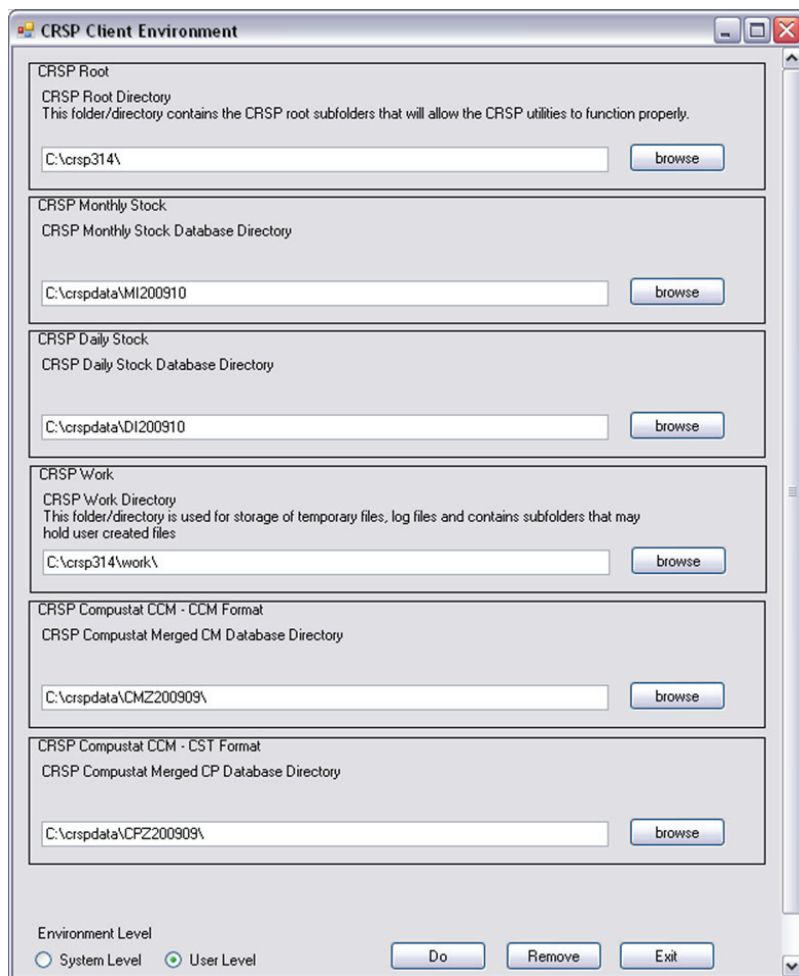 CRSP Client Environment
CRSP Root
CRSP Root Directory
This folder/directory contains the CRSP root subfolders that will allow the CRSP utilities to function properly.
C:\crsp314\
browse
CRSP Monthly Stock
CRSP Monthly Stock Database Directory
C:\crspdata\MI200910
browse
CRSP Daily Stock
CRSP Daily Stock Database Directory
C:\crspdata\DI200910
browse
CRSP Work
CRSP Work Directory
This folder/directory is used for storage of temporary files, log files and contains subfolders that may
hold user created files
C:\crsp314\work\
browse
CRSP Compustat CCM - CCM Format
CRSP Compustat Merged CM Database Directory
C:\crspdata\CMZ200909\
browse
CRSP Compustat CCM - CST Format
CRSP Compustat Merged CP Database Directory
C:\crspdata\CPZ200909\
browse
Environment Level
System Level
User Level
Do
Remove
Exit